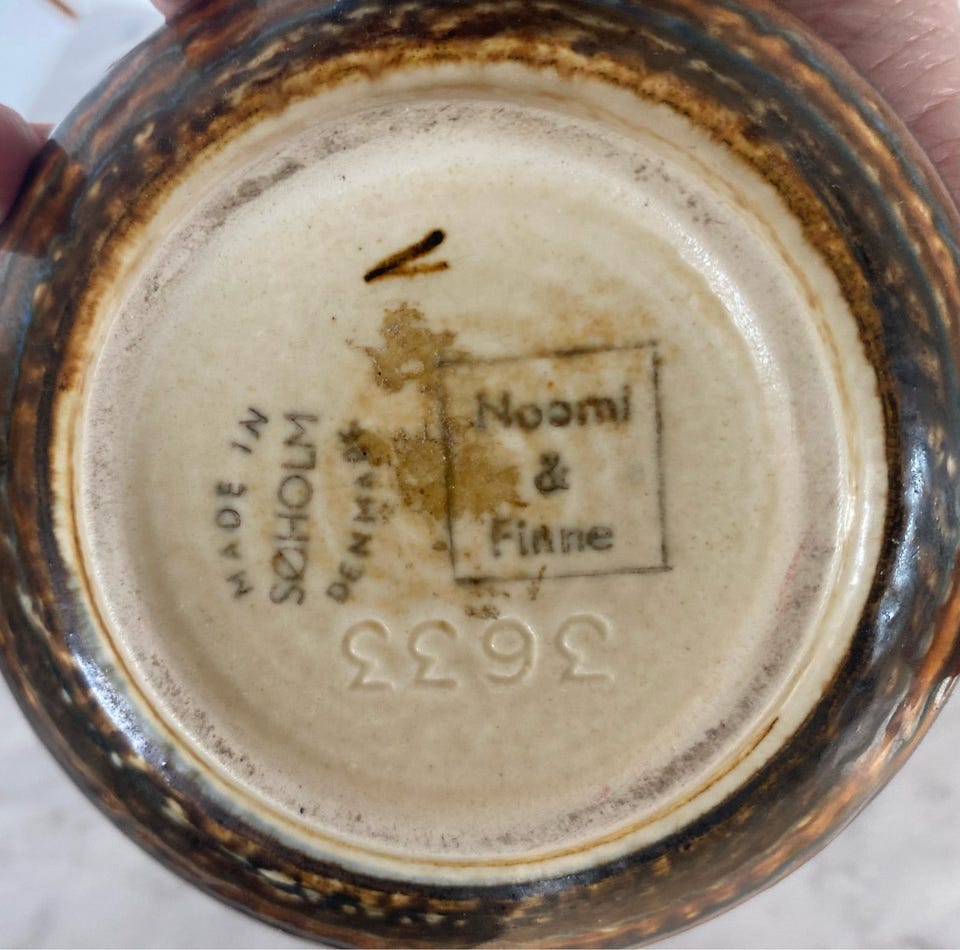 MADE IN
SØHOLM
DENMARK
Noomi
&
Finne
3633